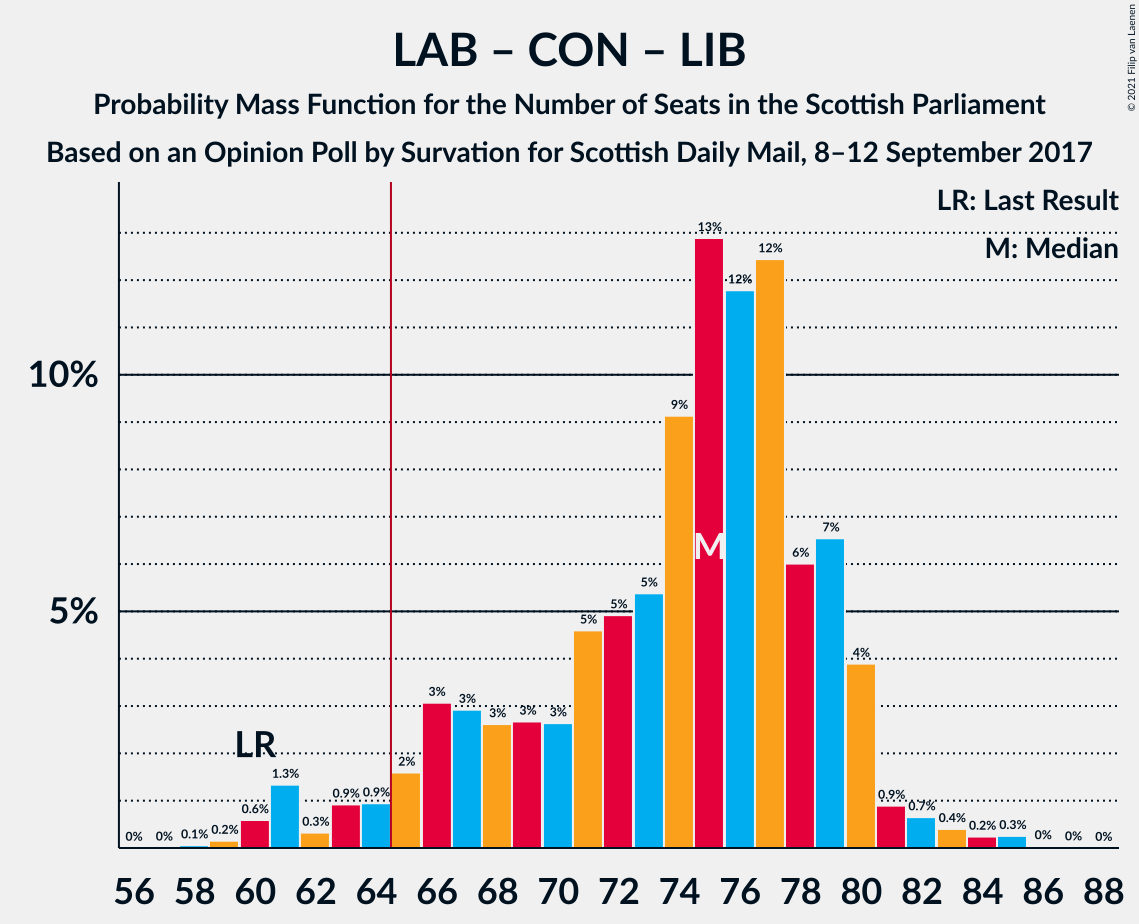 LAB – CON – LIB
Probability Mass Function for the Number of Seats in the Scottish Parliament
Based on an Opinion Poll by Survation for Scottish Daily Mail, 8–12 September 2017
© 2021 Filip van Laenen
LR: Last Result
M: Median
10%
5%
0% 0% 0.1% 0.2% 0.6% 1.3% 0.3% 0.9% 0.9% 2% 3% 3% 3% 3% 3% 5% 5% 5% 9% 13% 12% 12% 6% 7% 4% 0.9% 0.7% 0.4% 0.2% 0.3% 0% 0% 0%
LR
M
56 58 60 62 64 66 68 70 72 74 76 78 80 82 84 86 88